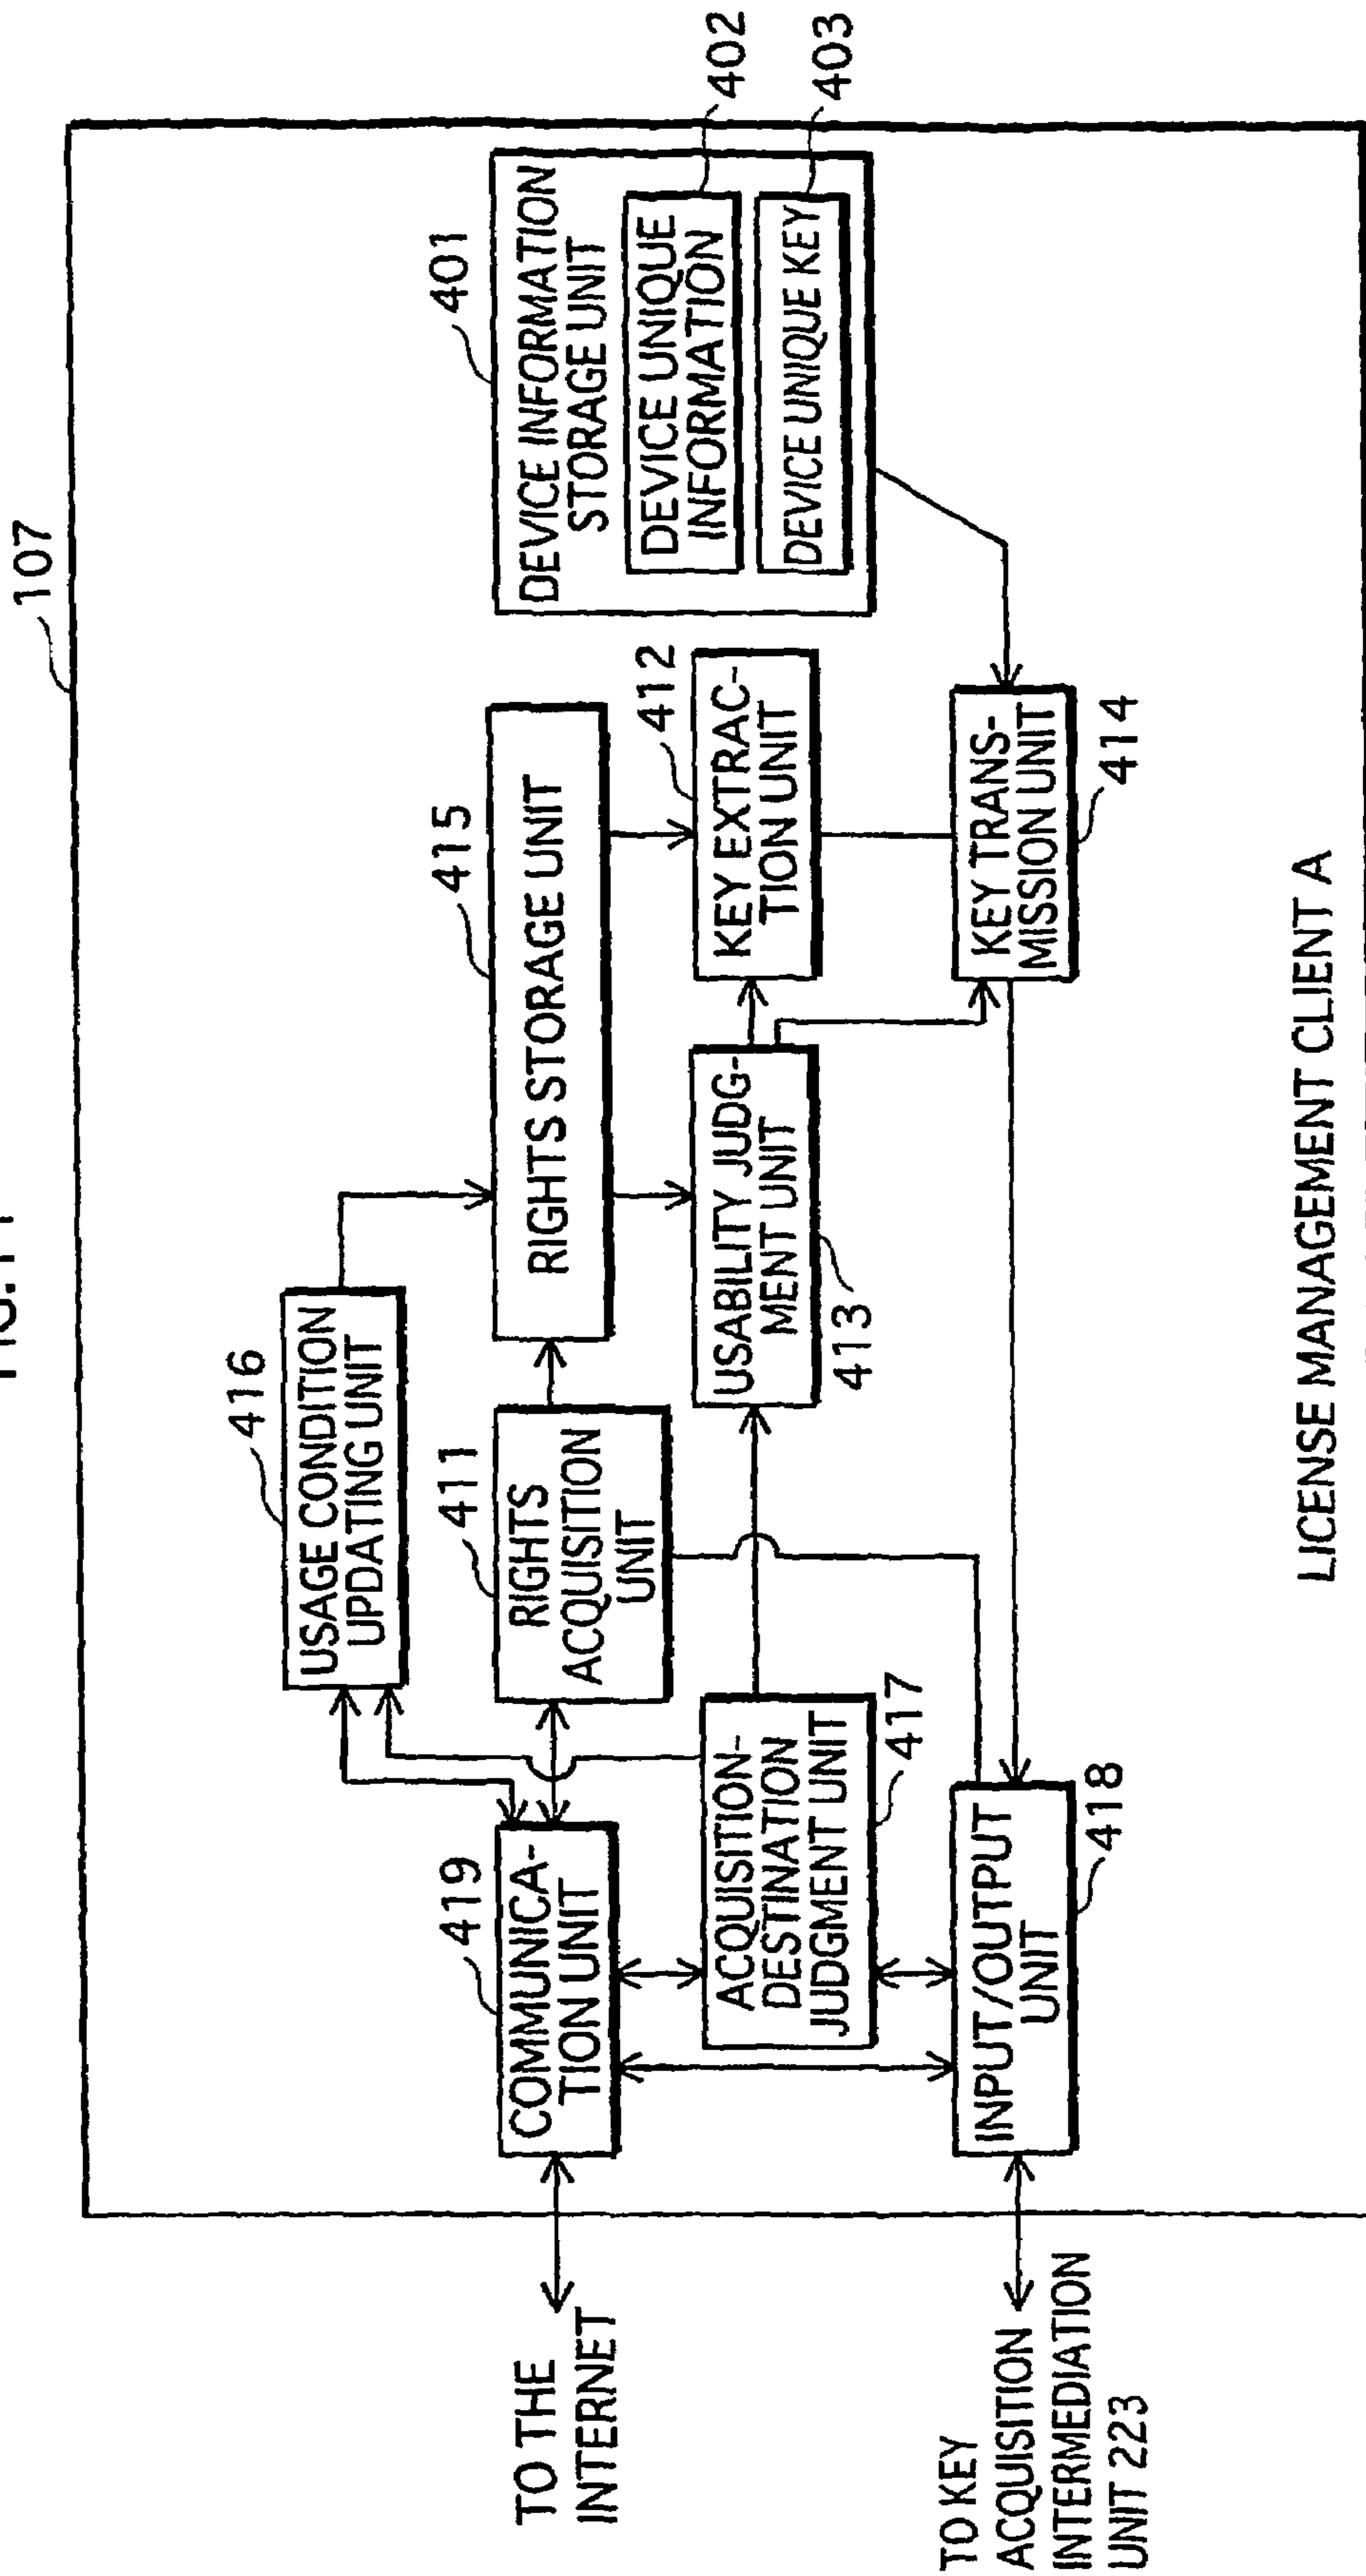 107
416
USAGE CONDITION
UPDATING UNIT
419
COMMUNICA-
TION UNIT
411
RIGHTS
ACQUISITION
UNIT
415
RIGHTS STORAGE UNIT
401
DEVICE INFORMATION
STORAGE UNIT
DEVICE UNIQUE
INFORMATION
402
DEVICE UNIQUE KEY
403
TO THE
INTERNET
ACQUISITION-
DESTINATION
JUDGMENT UNIT
417
USABILITY JUDG-
MENT UNIT
413
412
KEY EXTRAC-
TION UNIT
TO KEY
ACQUISITION
INTERMEDIATION
UNIT 223
INPUT/OUTPUT
UNIT
418
KEY TRANS-
MISSION UNIT
414
LICENSE MANAGEMENT CLIENT A